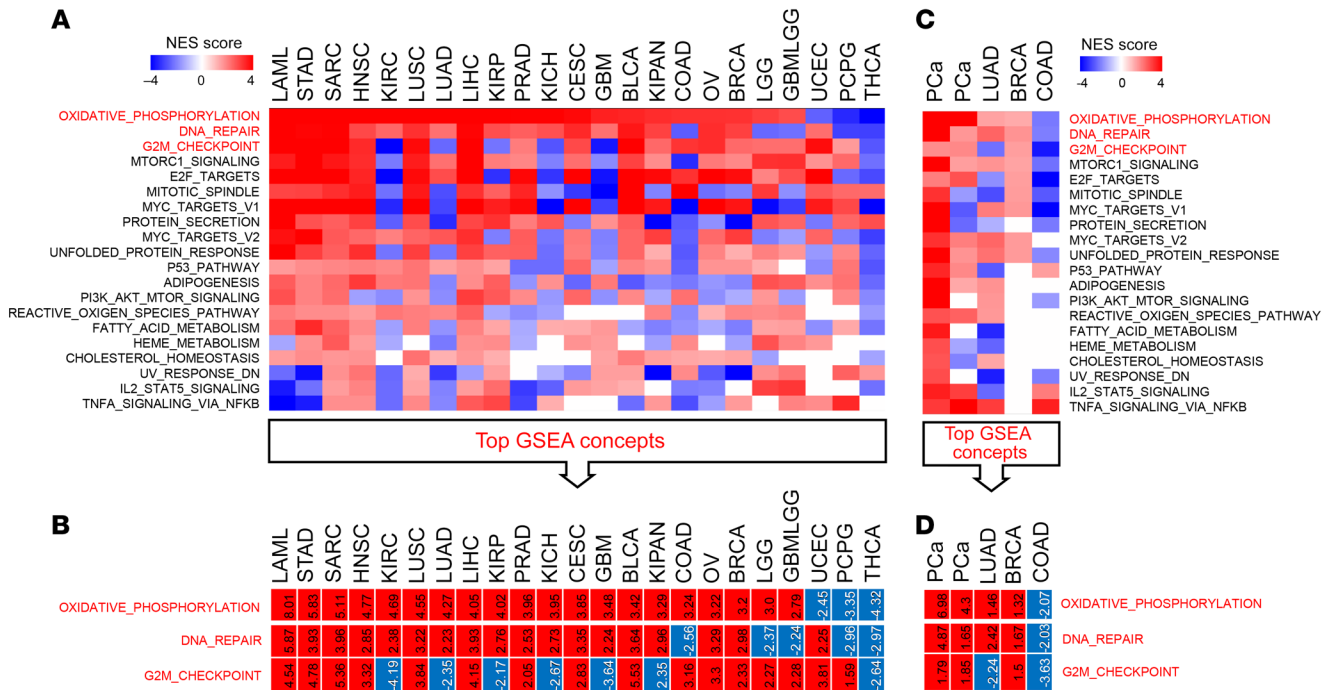 A
NES score
–4 0 4
LAML STAD SARC HNSC KIRC LUSC LUAD LIHC KIRP PRAD KICH CESC GBM BLCA KIPAN COAD OV BRCA LGG GBMLGG UCEC PCPG THCA
OXIDATIVE_PHOSPHORYLATION
DNA_REPAIR
G2M_CHECKPOINT
MTORC1_SIGNALING
E2F_TARGETS
MITOTIC_SPINDLE
MYC_TARGETS_V1
PROTEIN_SECRETION
MYC_TARGETS_V2
UNFOLDED_PROTEIN_RESPONSE
P53_PATHWAY
ADIPOGENESIS
PI3K_AKT_MTOR_SIGNALING
REACTIVE_OXIGEN_SPECIES_PATHWAY
FATTY_ACID_METABOLISM
HEME_METABOLISM
CHOLESTEROL_HOMEOSTASIS
UV_RESPONSE_DN
IL2_STAT5_SIGNALING
TNFA_SIGNALING_VIA_NFKB
Top GSEA concepts
C
NES score
-4 0 4
PCa PCa LUAD BRCA COAD
OXIDATIVE_PHOSPHORYLATION
DNA_REPAIR
G2M_CHECKPOINT
MTORC1_SIGNALING
E2F_TARGETS
MITOTIC_SPINDLE
MYC_TARGETS_V1
PROTEIN_SECRETION
MYC_TARGETS_V2
UNFOLDED_PROTEIN_RESPONSE
P53_PATHWAY
ADIPOGENESIS
PI3K_AKT_MTOR_SIGNALING
REACTIVE_OXIGEN_SPECIES_PATHWAY
FATTY_ACID_METABOLISM
HEME_METABOLISM
CHOLESTEROL_HOMEOSTASIS
UV_RESPONSE_DN
IL2_STAT5_SIGNALING
TNFA_SIGNALING_VIA_NFKB
Top GSEA
concepts
B
LAML STAD SARC HNSC KIRC LUSC LUAD LIHC KIRP PRAD KICH CESC GBM BLCA KIPAN COAD OV BRCA LGG GBMLGG UCEC PCPG THCA
OXIDATIVE_PHOSPHORYLATION 8.01 5.83 5.11 4.77 4.69 4.55 4.27 4.05 4.02 3.96 3.95 3.85 3.48 3.42 3.29 3.24 3.22 3.2 3.0 2.79 -2.45 -3.35 -4.32
DNA_REPAIR 5.87 3.93 3.96 2.85 2.38 3.22 2.23 3.93 2.76 2.53 2.73 3.35 2.24 3.64 2.96 -2.56 3.29 2.98 -2.37 -2.24 2.25 -2.96 -2.97
G2M_CHECKPOINT 4.54 4.78 5.36 3.32 -4.19 3.84 -2.35 4.15 -2.17 2.05 -2.67 2.83 -3.64 5.53 2.35 3.16 3.3 2.33 2.27 2.28 3.81 1.59 -2.64
D
PCa PCa LUAD BRCA COAD
6.98 4.3 1.46 1.32 -2.07 OXIDATIVE_PHOSPHORYLATION
4.87 1.65 2.42 1.67 -2.03 DNA_REPAIR
1.79 1.85 -2.24 1.5 -3.63 G2M_CHECKPOINT